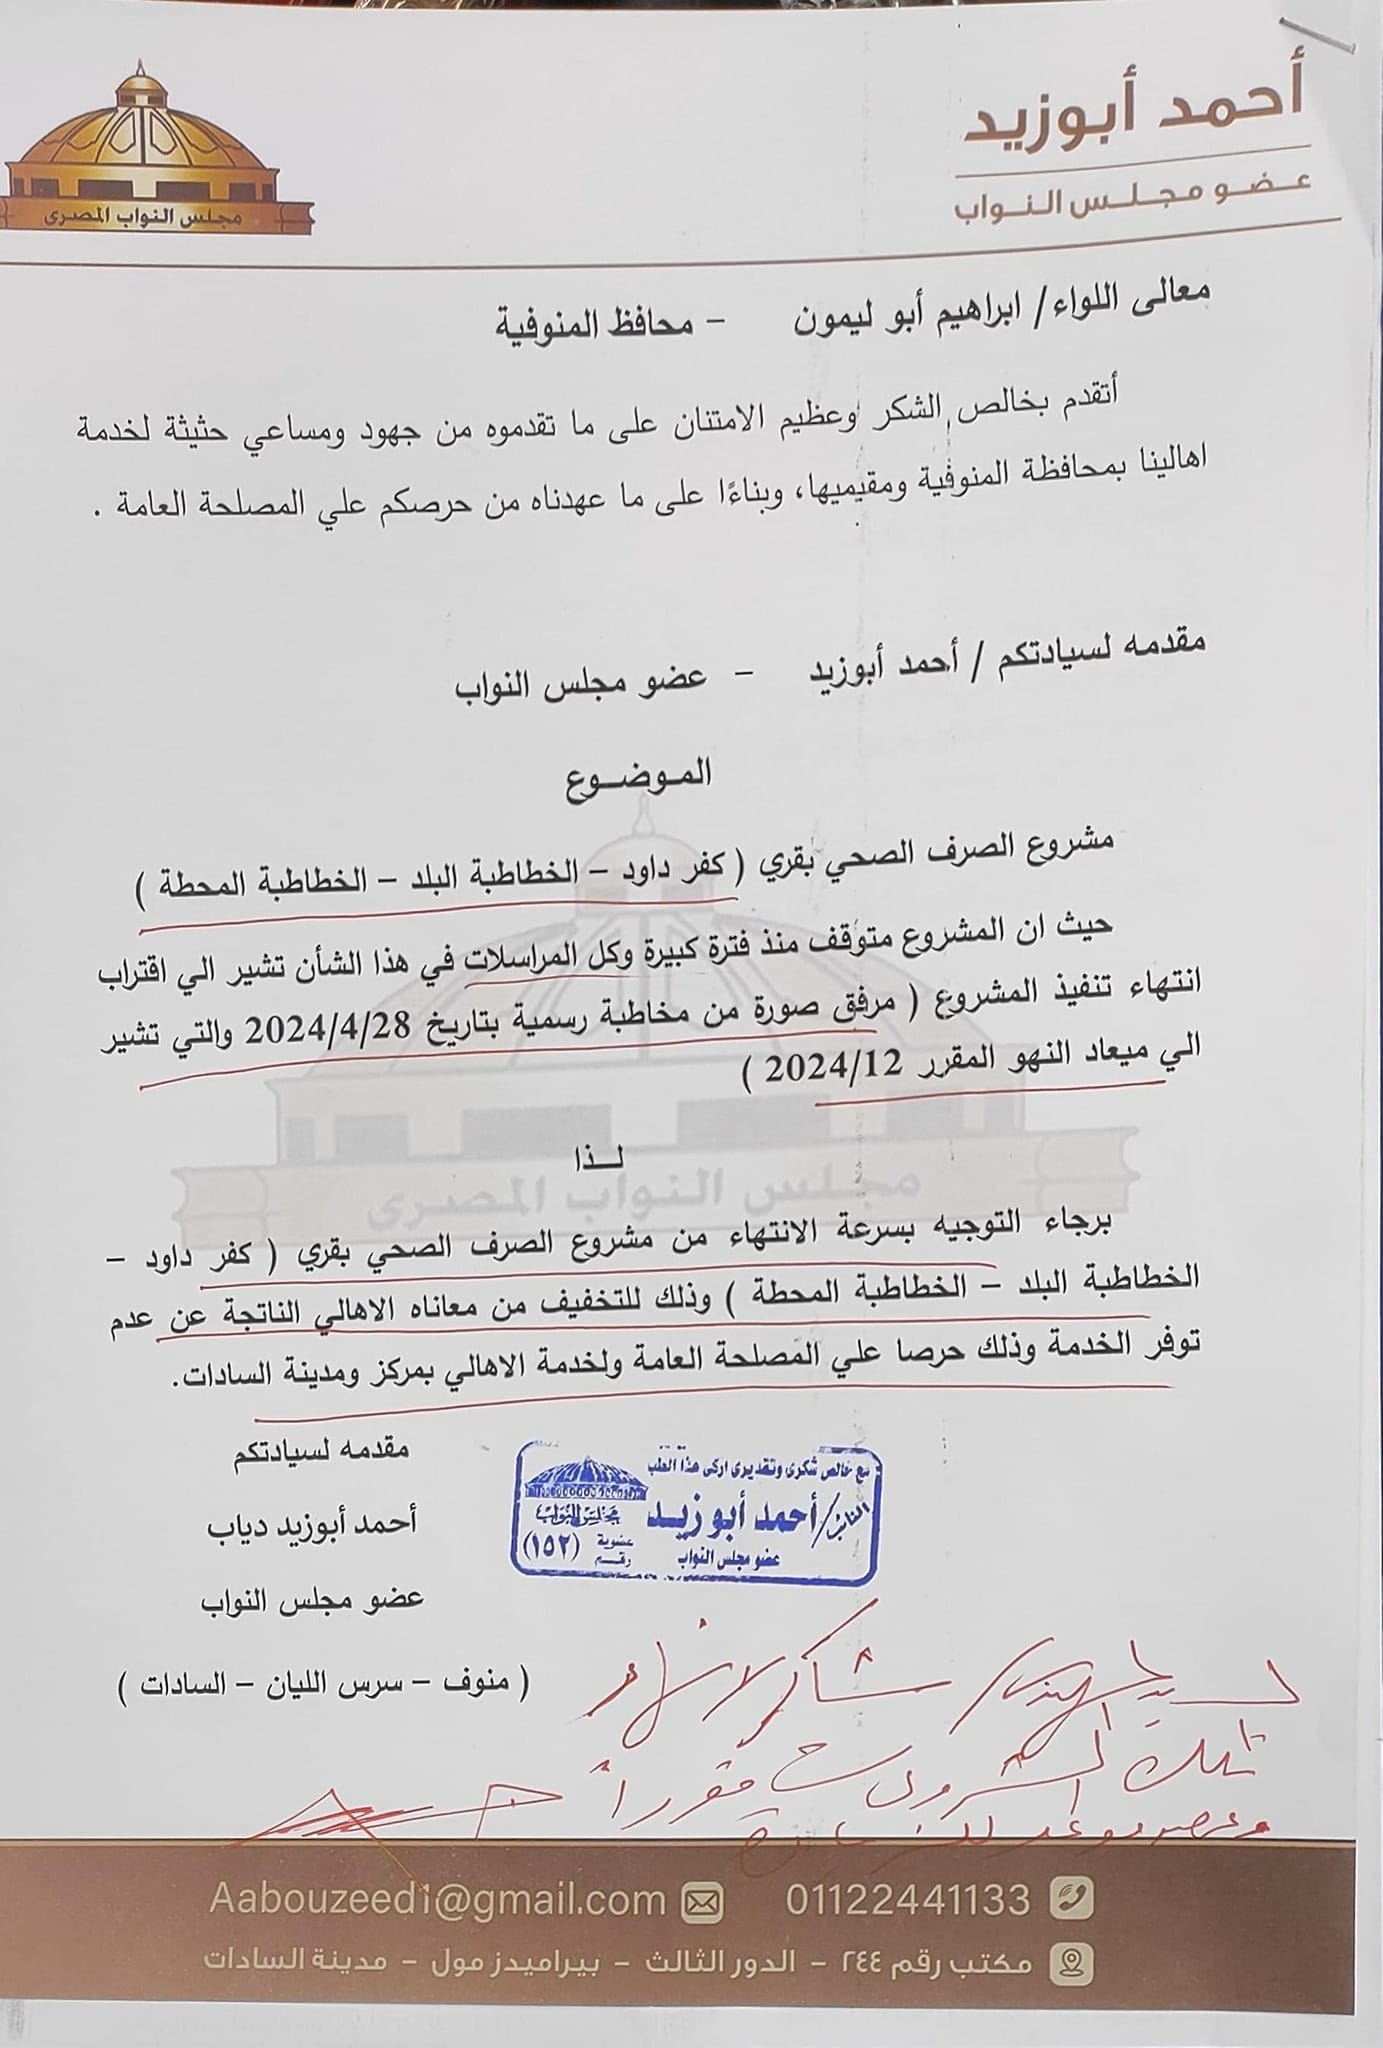 أحمد أبوزيد
عضو مجلس النواب
مجلس النواب المصرى
معالى اللواء/ ابراهيم أبو ليمون - محافظ المنوفية
أتقدم بخالص الشكر وعظيم الامتنان على ما تقدموه من جهود ومساعي حثيثة لخدمة
اهالينا بمحافظة المنوفية ومقيميها، وبناءًا على ما عهدناه من حرصكم علي المصلحة العامة .
مقدمه لسيادتكم / أحمد أبوزيد - عضو مجلس النواب
الموضوع
مشروع الصرف الصحي بقري ( كفر داود – الخطاطبة البلد – الخطاطبة المحطة )
حيث ان المشروع متوقف منذ فترة كبيرة وكل المراسلات في هذا الشأن تشير الي اقتراب
انتهاء تنفيذ المشروع ( مرفق صورة من مخاطبة رسمية بتاريخ 2024/4/28 والتي تشير
الي ميعاد النهو المقرر 2024/12 )
لذا
مجلس النواب المصرى
برجاء التوجيه بسرعة الانتهاء من مشروع الصرف الصحي بقري ( كفر داود –
الخطاطبة البلد – الخطاطبة المحطة ) وذلك للتخفيف من معاناه الاهالي الناتجة عن عدم
توفر الخدمة وذلك حرصا علي المصلحة العامة ولخدمة الاهالي بمركز ومدينة السادات.
مقدمه لسيادتكم
أحمد أبوزيد دياب
عضو مجلس النواب
( منوف – سرس الليان – السادات )
مع خالص شكرى وتقديرى ازكى هذا الطلب
النائب/ أحمد أبو زيد
عضو مجلس النواب
مجلس النواب
عضوية رقم (١٥٢)
فوراً
01122441133
Aabouzeed1@gmail.com
مكتب رقم ٢٤٤ - الدور الثالث - بيراميدز مول - مدينة السادات